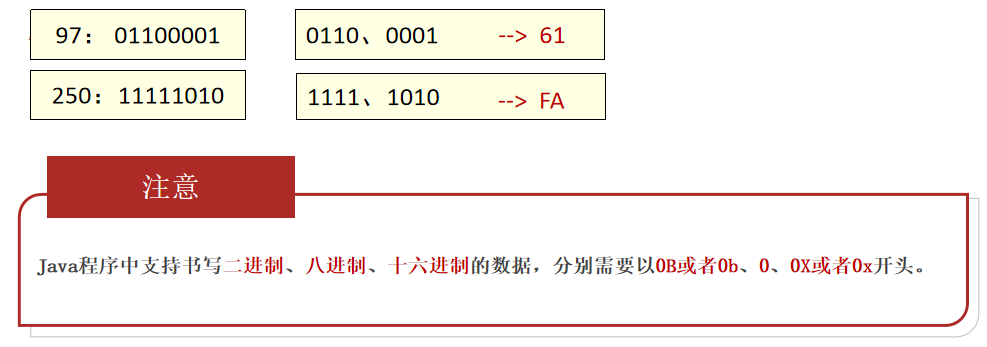 97： 01100001
0110、0001 --> 61
250：11111010
1111、1010 --> FA
注意
Java程序中支持书写二进制、八进制、十六进制的数据，分别需要以0B或者0b、0、0X或者0x开头。